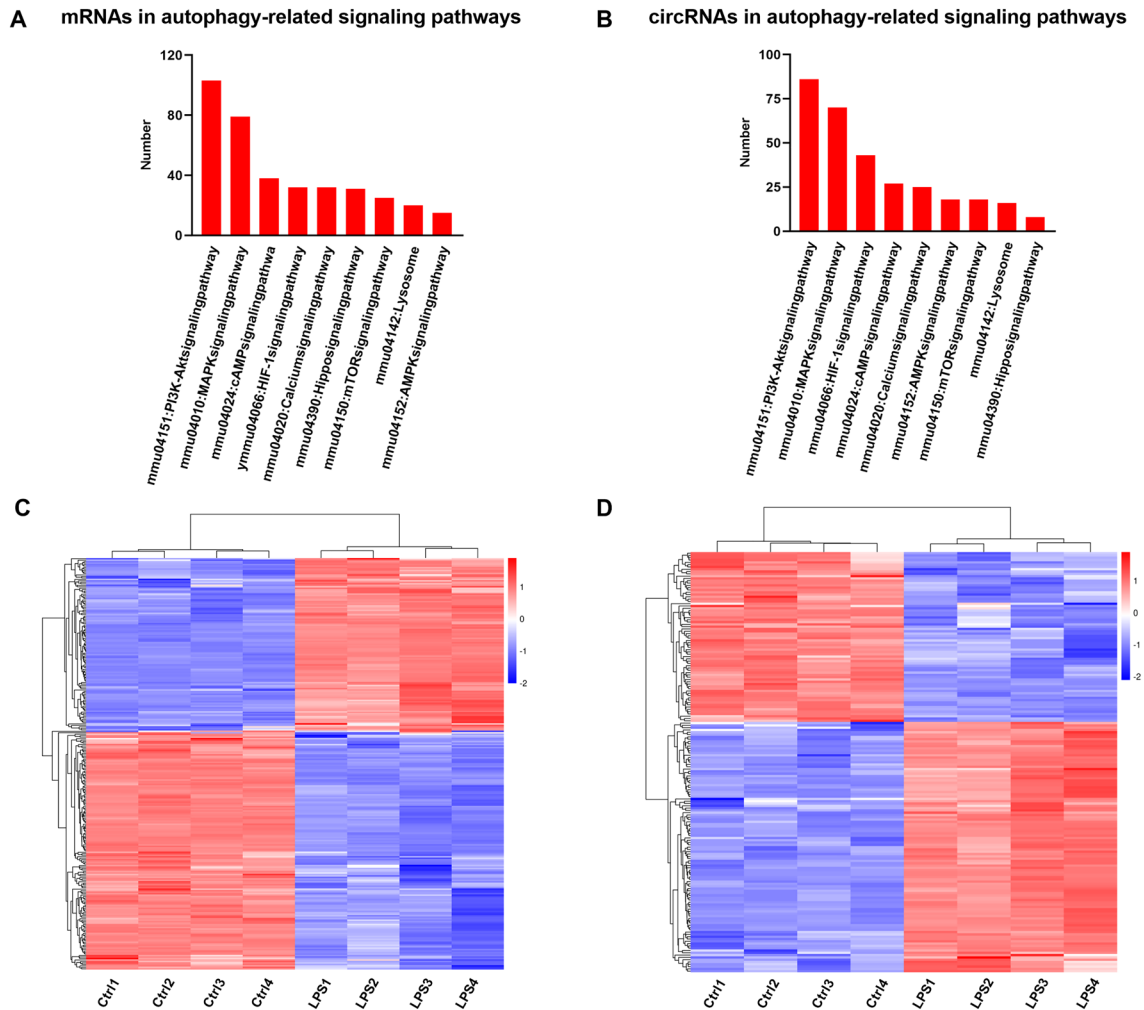 A
mRNAs in autophagy-related signaling pathways
120
80
40
0
Number
mmu04151:PI3K-Aktsignalingpathway
mmu04010:MAPKsignalingpathway
mmu04024:cAMPsignalingpathwa
ymmu04066:HIF-1signalingpathway
mmu04020:Calciumsignalingpathway
mmu04390:Hipposignalingpathway
mmu04150:mTORsignalingpathway
mmu04142:Lysosome
mmu04152:AMPKsignalingpathway
B
circRNAs in autophagy-related signaling pathways
100
75
50
25
0
Number
mmu04151:PI3K-Aktsignalingpathway
mmu04010:MAPKsignalingpathway
mmu04066:HIF-1signalingpathway
mmu04024:cAMPsignalingpathway
mmu04020:Calciumsignalingpathway
mmu04152:AMPKsignalingpathway
mmu04150:mTORsignalingpathway
mmu04142:Lysosome
mmu04390:Hipposignalingpathway
C
1
0
-1
-2
Ctrl1
Ctrl2
Ctrl3
Ctrl4
LPS1
LPS2
LPS3
LPS4
D
1
0
-1
-2
Ctrl1
Ctrl2
Ctrl3
Ctrl4
LPS1
LPS2
LPS3
LPS4